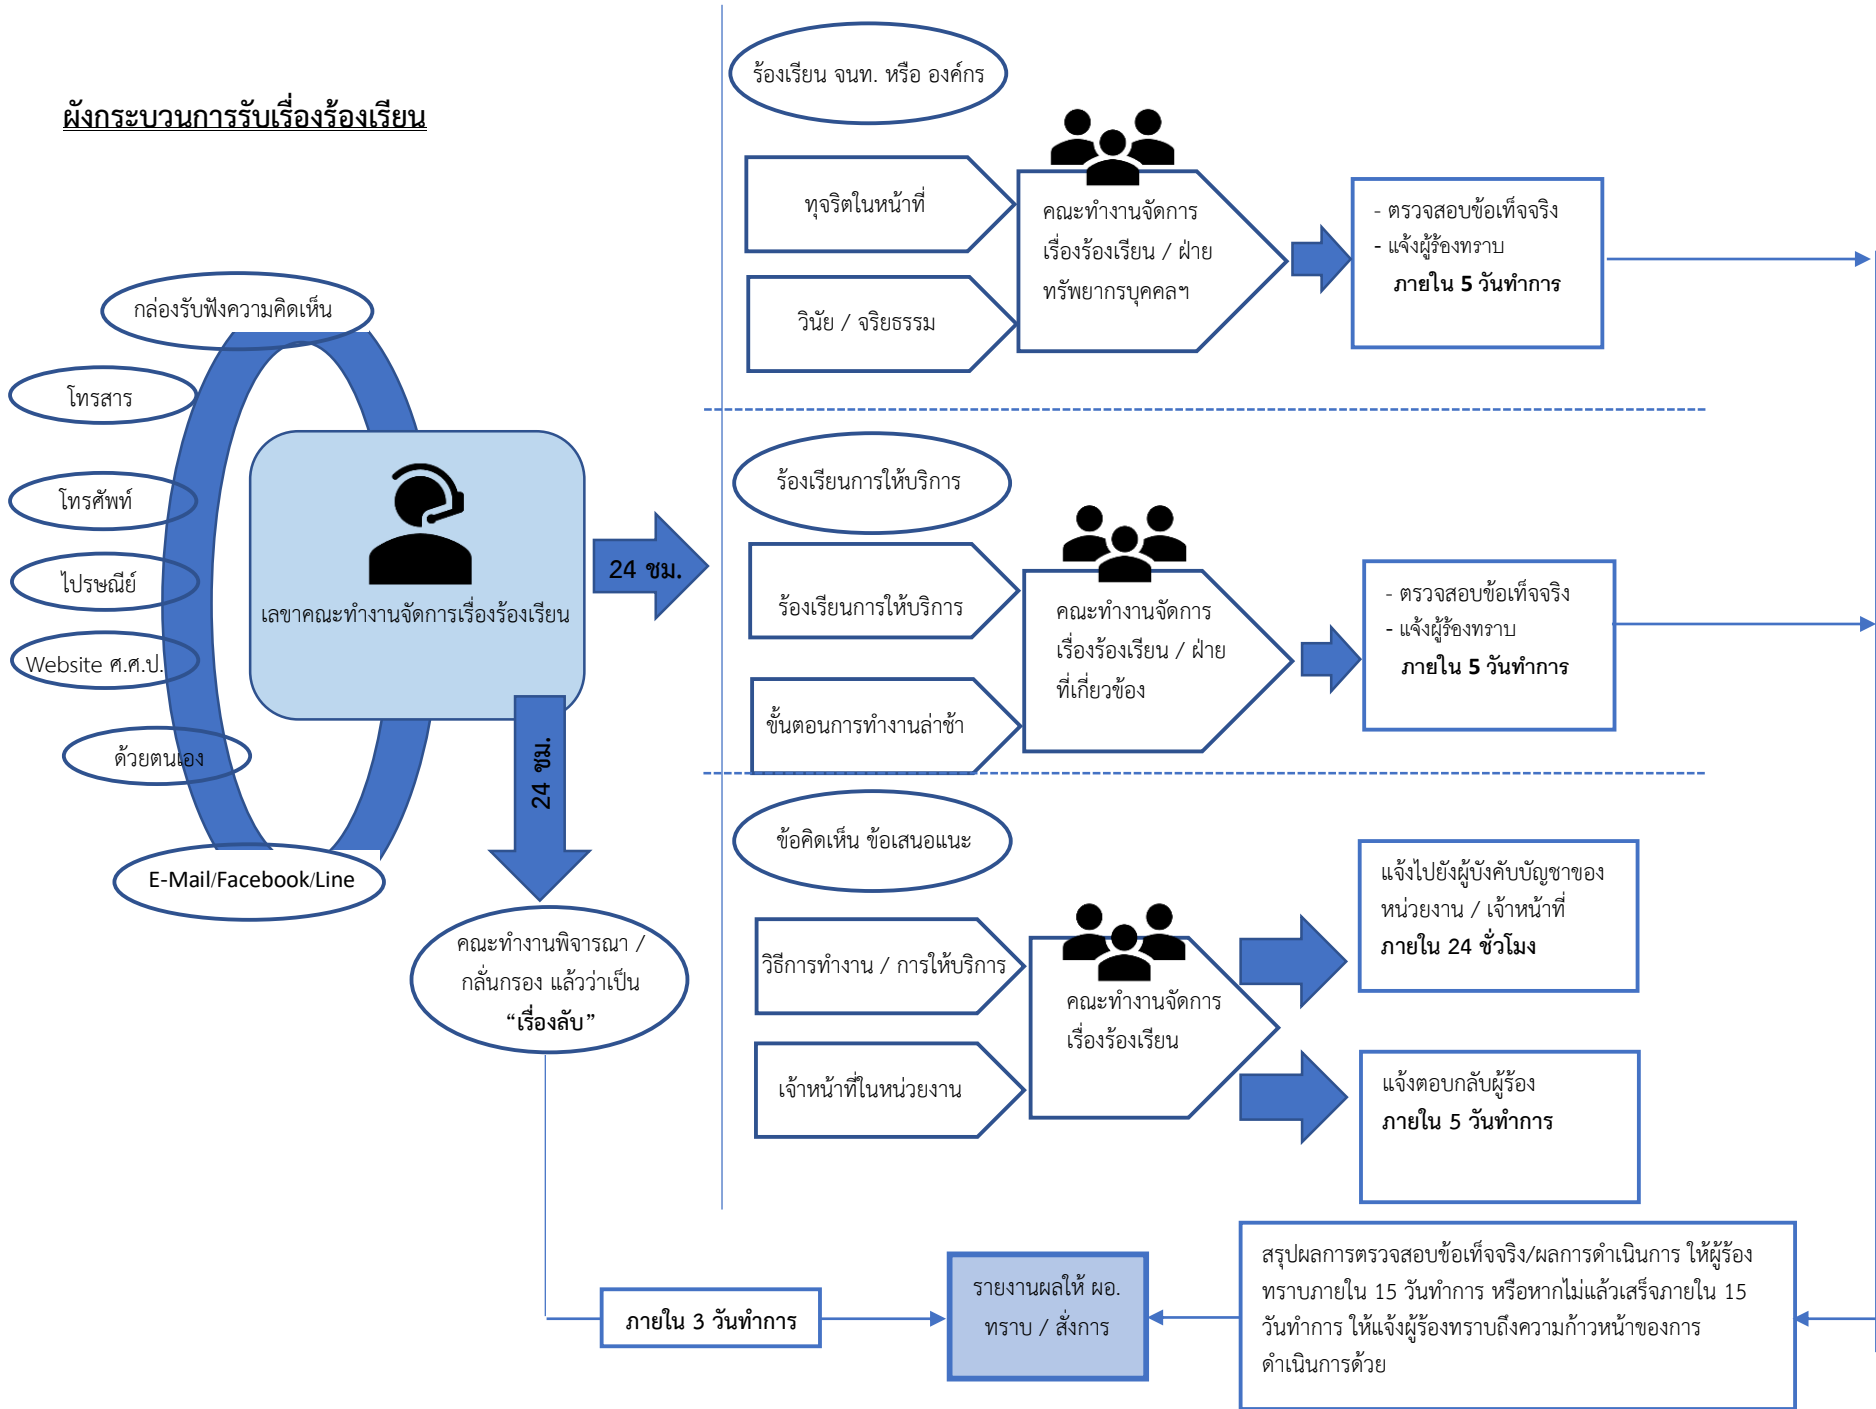 ผังกระบวนการรับเรื่องร้องเรียน
กล่องรับฟังความคิดเห็น
โทรสาร
โทรศัพท์
ไปรษณีย์
Website ศ.ศ.ป.
ด้วยตนเอง
E-Mail/Facebook/Line
เลขาคณะทำงานจัดการเรื่องร้องเรียน
24 ชม.
24 ชม.
คณะทำงานพิจารณา /
กลั่นกรอง แล้วว่าเป็น
“เรื่องลับ”
ร้องเรียน จนท. หรือ องค์กร
ทุจริตในหน้าที่
วินัย / จริยธรรม
คณะทำงานจัดการ
เรื่องร้องเรียน / ฝ่าย
ทรัพยากรบุคคลฯ
- ตรวจสอบข้อเท็จจริง
- แจ้งผู้ร้องทราบ
ภายใน 5 วันทำการ
ร้องเรียนการให้บริการ
ร้องเรียนการให้บริการ
ขั้นตอนการทำงานล่าช้า
คณะทำงานจัดการ
เรื่องร้องเรียน / ฝ่าย
ที่เกี่ยวข้อง
- ตรวจสอบข้อเท็จจริง
- แจ้งผู้ร้องทราบ
ภายใน 5 วันทำการ
ข้อคิดเห็น ข้อเสนอแนะ
วิธีการทำงาน / การให้บริการ
เจ้าหน้าที่ในหน่วยงาน
คณะทำงานจัดการ
เรื่องร้องเรียน
แจ้งไปยังผู้บังคับบัญชาของ
หน่วยงาน / เจ้าหน้าที่
ภายใน 24 ชั่วโมง
แจ้งตอบกลับผู้ร้อง
ภายใน 5 วันทำการ
ภายใน 3 วันทำการ
รายงานผลให้ ผอ.
ทราบ / สั่งการ
สรุปผลการตรวจสอบข้อเท็จจริง/ผลการดำเนินการ ให้ผู้ร้อง
ทราบภายใน 15 วันทำการ หรือหากไม่แล้วเสร็จภายใน 15
วันทำการ ให้แจ้งผู้ร้องทราบถึงความก้าวหน้าของการ
ดำเนินการด้วย